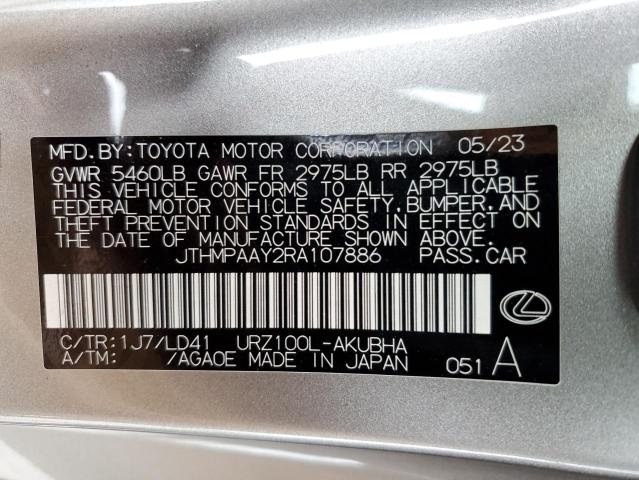 MFD.BY:TOYOTA MOTOR CORPORATION 05/23
GVWR 5460LB GAWR FR 2975LB RR 2975LB
THIS VEHICLE CONFORMS TO ALL APPLICABLE
FEDERAL MOTOR VEHICLE SAFETY,BUMPER,AND
THEFT PREVENTION STANDARDS IN EFFECT ON
THE DATE OF MANUFACTURE SHOWN ABOVE.
JTHMPAAY2RA107886 PASS.CAR
C/TR:1J7/LD41 URZ100L-AKUBHA
A/TM: /AGA0E MADE IN JAPAN 051 A